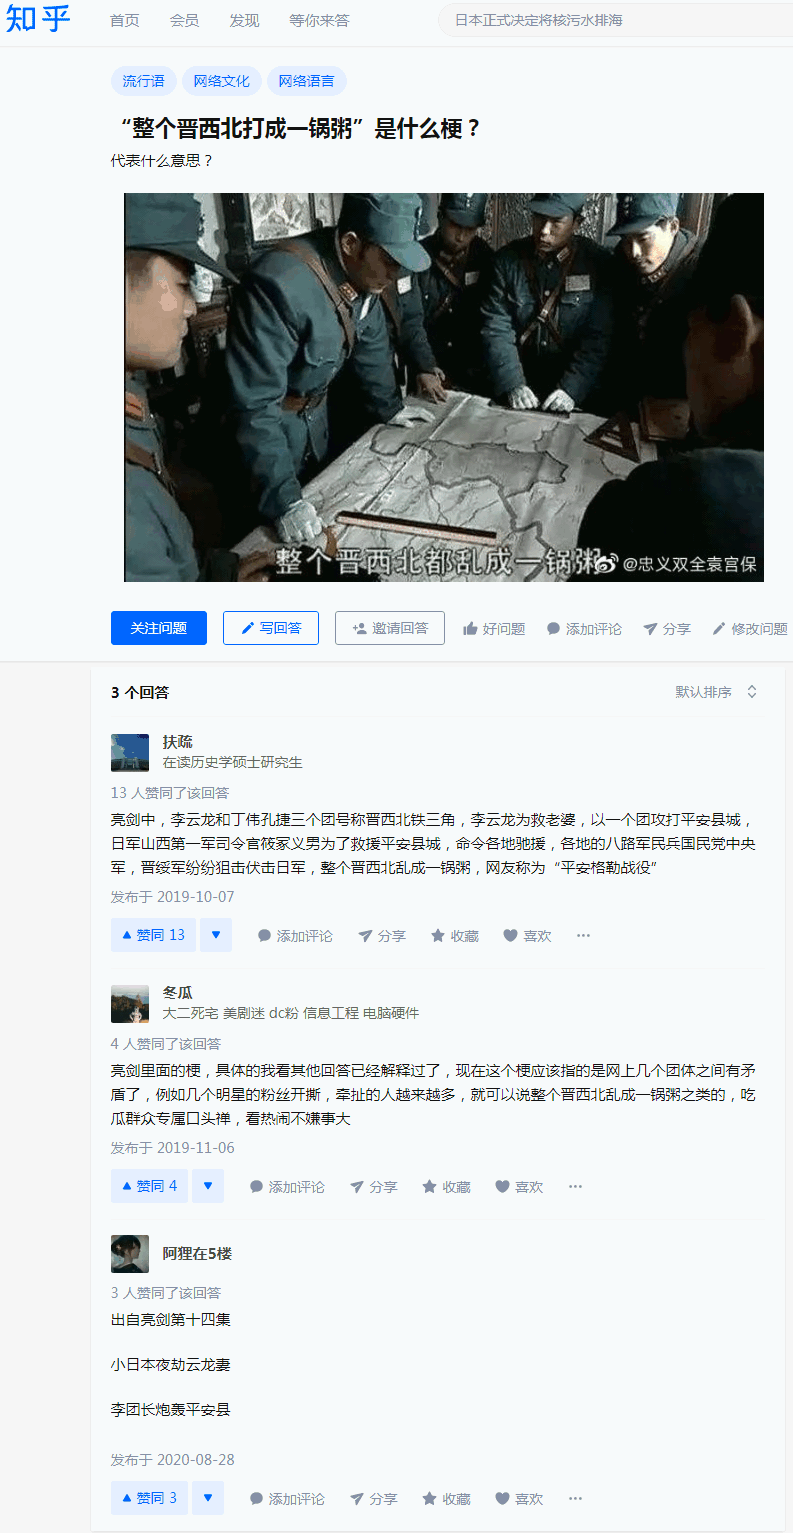 知乎
首页 会员 发现 等你来答 日本正式决定将核污水排海
流行语 网络文化 网络语言
“整个晋西北打成一锅粥”是什么梗？
代表什么意思？
整个晋西北都乱成一锅粥
@忠义双全袁宫保
关注问题 写回答 邀请回答 好问题 添加评论 分享 修改问题
3 个回答 默认排序
扶疏
在读历史学硕士研究生
13 人赞同了该回答
亮剑中，李云龙和丁伟孔捷三个团号称晋西北铁三角，李云龙为救老婆，以一个团攻打平安县城，
日军山西第一军司令官筱冢义男为了救援平安县城，命令各地驰援，各地的八路军民兵国民党中央
军，晋绥军纷纷狙击伏击日军，整个晋西北乱成一锅粥，网友称为“平安格勒战役”
发布于 2019-10-07
赞同 13 添加评论 分享 收藏 喜欢 ···
冬瓜
大二死宅 美剧迷 dc粉 信息工程 电脑硬件
4 人赞同了该回答
亮剑里面的梗，具体的我看其他回答已经解释过了，现在这个梗应该指的是网上几个团体之间有矛
盾了，例如几个明星的粉丝开撕，牵扯的人越来越多，就可以说整个晋西北乱成一锅粥之类的，吃
瓜群众专属口头禅，看热闹不嫌事大
发布于 2019-11-06
赞同 4 添加评论 分享 收藏 喜欢 ···
阿狸在5楼
3 人赞同了该回答
出自亮剑第十四集
小日本夜劫云龙妻
李团长炮轰平安县
发布于 2020-08-28
赞同 3 添加评论 分享 收藏 喜欢 ···